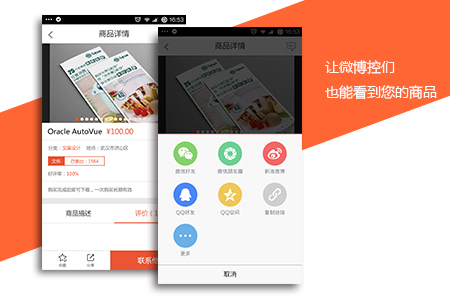 16:53
商品详情
Oracle AutoVue ¥100.00
分类：文案设计 地点：武汉市洪山区
文件 已售出：1564
好评率：100%
购买完成后即可下载，一次购买长期有效
商品描述
评价（1
收藏
分享
联系他
16:53
商品详情
微信好友
微信朋友圈
新浪微博
QQ好友
QQ空间
复制链接
更多
取消
让微博控们
也能看到您的商品